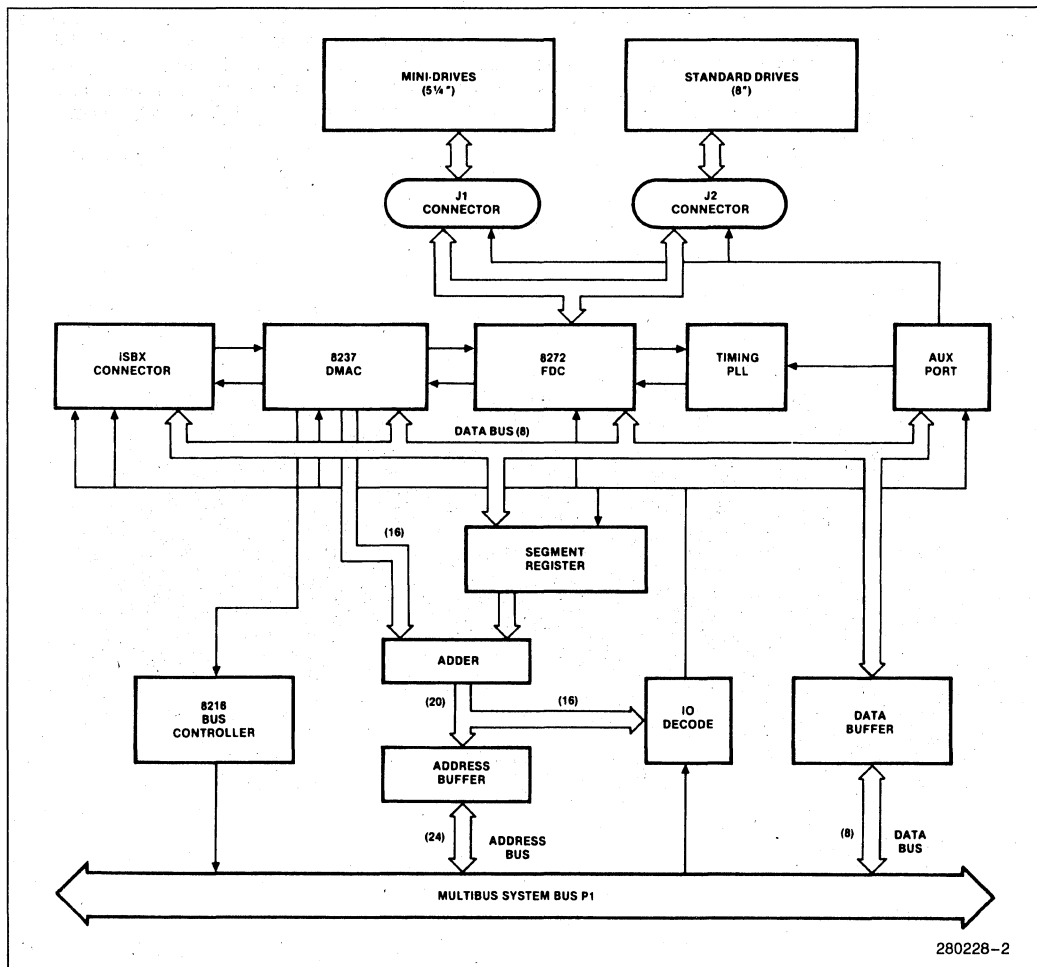 MINI-DRIVES
(5¼")
STANDARD DRIVES
(8")
J1
CONNECTOR
J2
CONNECTOR
iSBX
CONNECTOR
8237
DMAC
8272
FDC
TIMING
PLL
AUX
PORT
DATA BUS (8)
(16)
SEGMENT
REGISTER
ADDER
(20)
(16)
8218
BUS
CONTROLLER
IO
DECODE
DATA
BUFFER
ADDRESS
BUFFER
(24)
ADDRESS
BUS
(8)
DATA
BUS
MULTIBUS SYSTEM BUS P1
280228-2